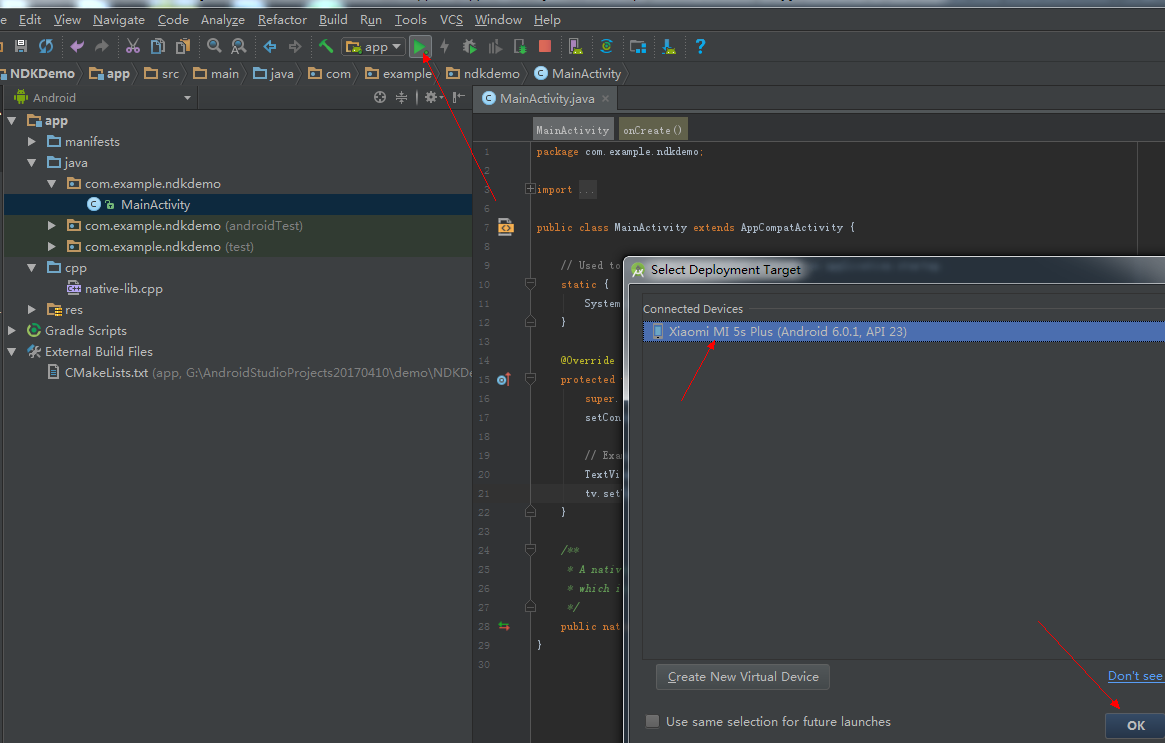 Edit View Navigate Code Analyze Refactor Build Run Tools VCS Window Help
app
NDKDemo app src main java com example ndkdemo MainActivity
Android
MainActivity.java
MainActivity onCreate()
app
manifests
java
com.example.ndkdemo
MainActivity
com.example.ndkdemo (androidTest)
com.example.ndkdemo (test)
cpp
native-lib.cpp
res
Gradle Scripts
External Build Files
CMakeLists.txt (app, G:\AndroidStudioProjects20170410\demo\NDKDe
1 package com.example.ndkdemo;
2
3 import ...
6
7 public class MainActivity extends AppCompatActivity {
8
9 // Used to
10 static {
11 System
12 }
13
14 @Override
15 protected
16 super.
17 setCon
18
19 // Exa
20 TextVi
21 tv.set
22 }
23
24 /**
25 * A nativ
26 * which i
27 */
28 public nat
29 }
30
Select Deployment Target
Connected Devices
Xiaomi MI 5s Plus (Android 6.0.1, API 23)
Create New Virtual Device
Don't see
Use same selection for future launches
OK